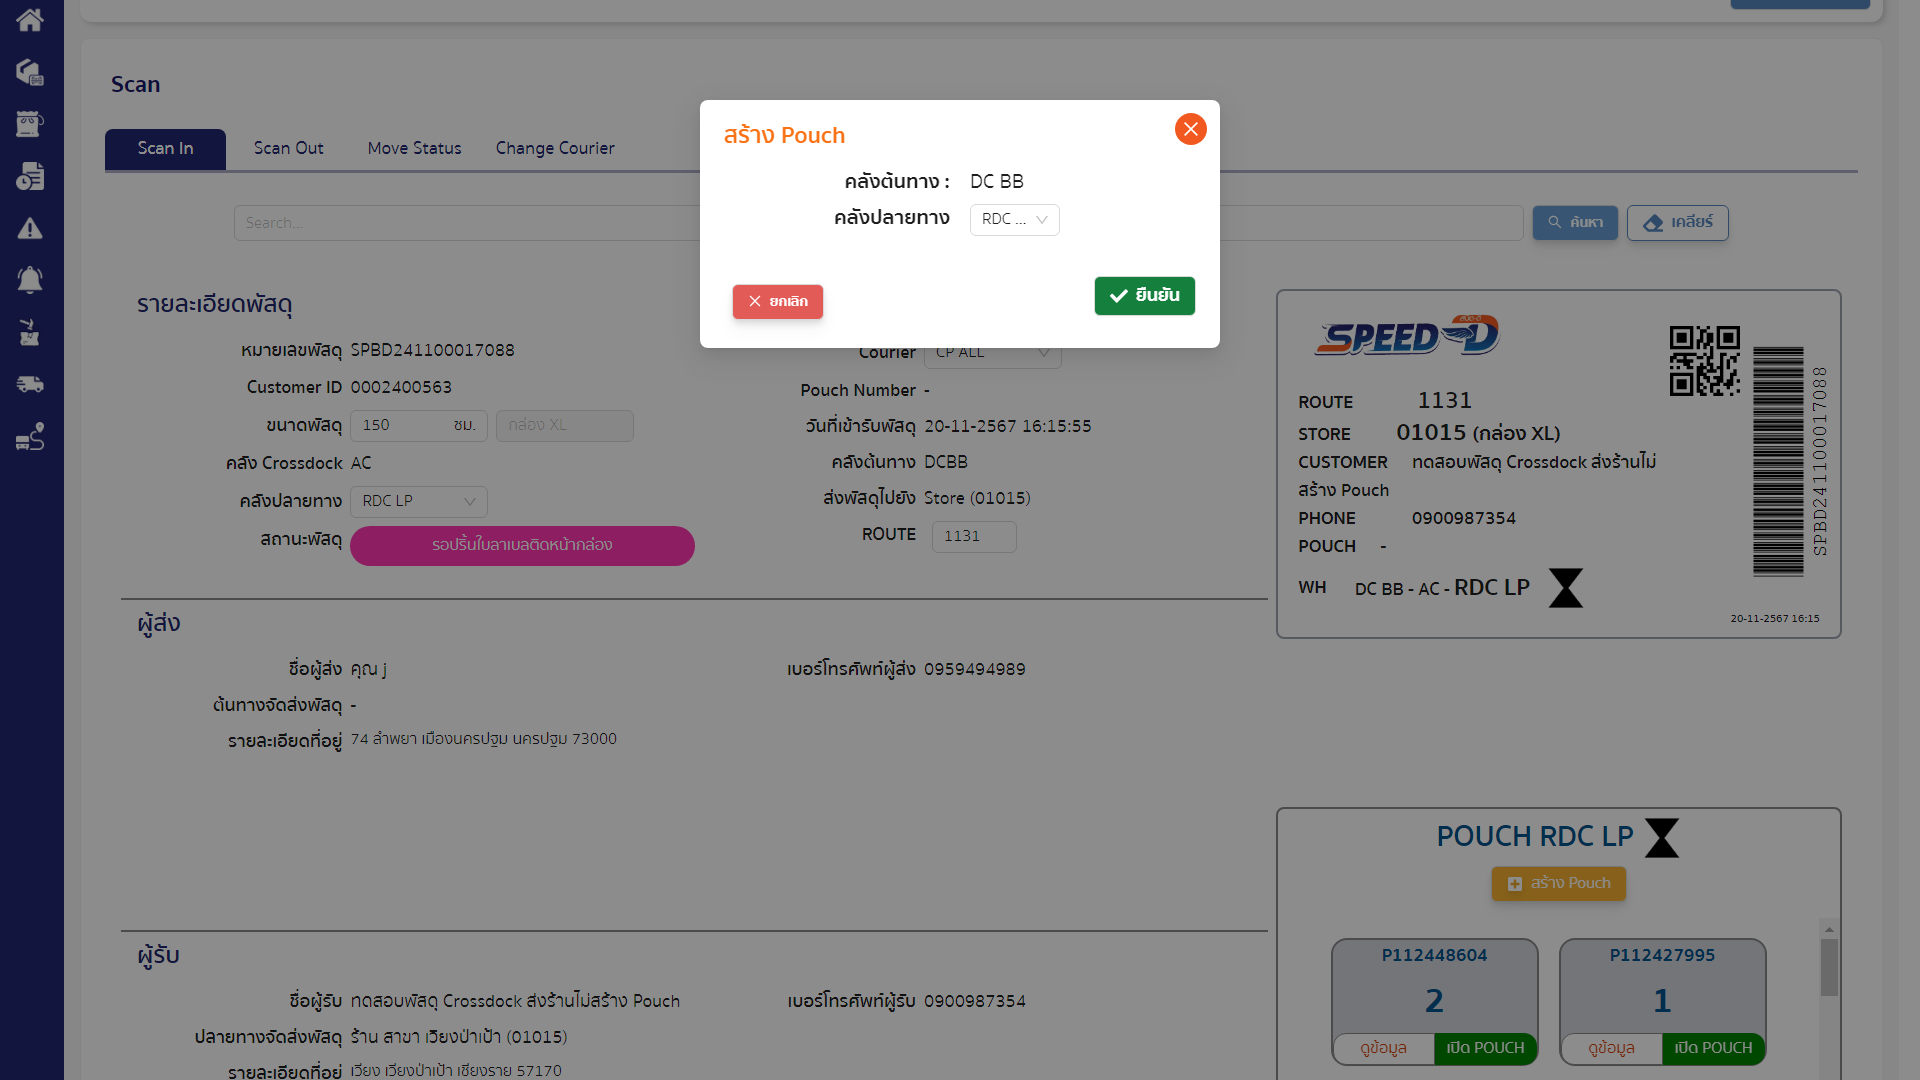 Scan
Scan In
Scan Out
Move Status
Change Courier
Search...
ค้นหา
เคลียร์
สร้าง Pouch
คลังต้นทาง : DC BB
คลังปลายทาง RDC ...
ยกเลิก
ยืนยัน
รายละเอียดพัสดุ
หมายเลขพัสดุ SPBD241100017088
Customer ID 0002400563
ขนาดพัสดุ 150 ซม. กล่อง XL
คลัง Crossdock AC
คลังปลายทาง RDC LP
สถานะพัสดุ รอปริ้นใบลาเบลติดหน้ากล่อง
Courier CP ALL
Pouch Number -
วันที่เข้ารับพัสดุ 20-11-2567 16:15:55
คลังต้นทาง DCBB
ส่งพัสดุไปยัง Store (01015)
ROUTE 1131
SPEED-D
ROUTE 1131
STORE 01015 (กล่อง XL)
CUSTOMER ทดสอบพัสดุ Crossdock ส่งร้านไม่
สร้าง Pouch
PHONE 0900987354
POUCH -
WH DC BB - AC - RDC LP
20-11-2567 16:15
SPBD241100017088
ผู้ส่ง
ชื่อผู้ส่ง คุณ j
เบอร์โทรศัพท์ผู้ส่ง 0959494989
ต้นทางจัดส่งพัสดุ -
รายละเอียดที่อยู่ 74 ลำพยา เมืองนครปฐม นครปฐม 73000
ผู้รับ
ชื่อผู้รับ ทดสอบพัสดุ Crossdock ส่งร้านไม่สร้าง Pouch
เบอร์โทรศัพท์ผู้รับ 0900987354
ปลายทางจัดส่งพัสดุ ร้าน สาขา เวียงป่าเป้า (01015)
รายละเอียดที่อยู่ เวียง เวียงป่าเป้า เชียงราย 57170
POUCH RDC LP
สร้าง Pouch
P112448604
2
ดูข้อมูล
เปิด POUCH
P112427995
1
ดูข้อมูล
เปิด POUCH